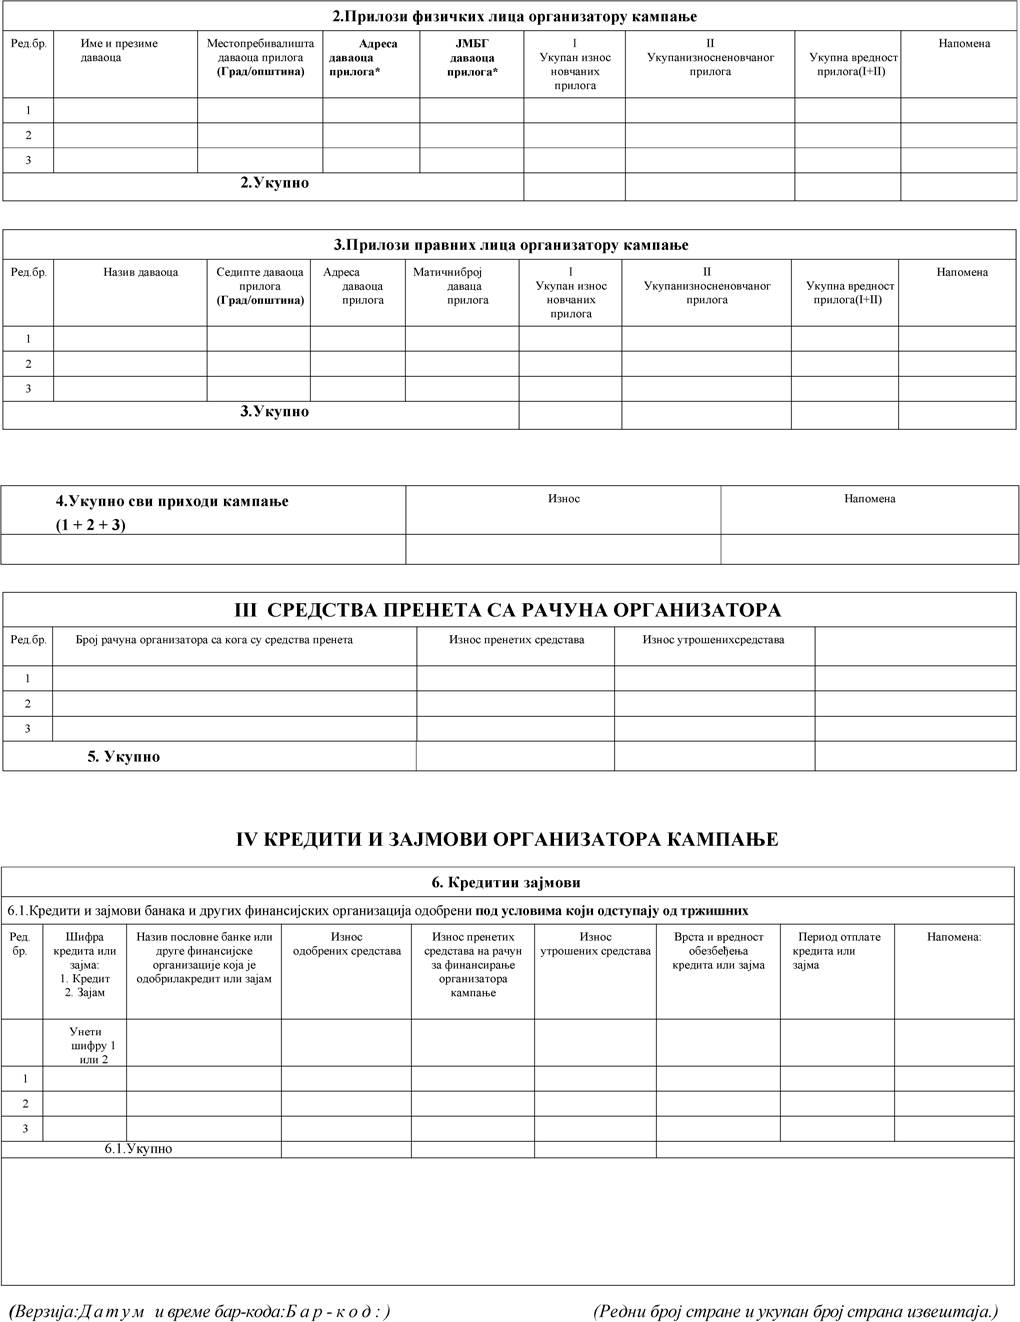 2.Прилози физичких лица организатору кампање
Ред.бр.
Име и презиме
даваоца
Местопребивалишта
даваоца прилога
(Град/општина)
Адреса
даваоца
прилога*
ЈМБГ
даваоца
прилога*
I
Укупан износ
новчаних
прилога
II
Укупанизносненовчаног
прилога
Укупна вредност
прилога(I+II)
Напомена
1
2
3
2.Укупно
3.Прилози правних лица организатору кампање
Ред.бр.
Назив даваоца
Седипте даваоца
прилога
(Град/општина)
Адреса
даваоца
прилога
Матичниброј
даваца
прилога
I
Укупан износ
новчаних
прилога
II
Укупанизносненовчаног
прилога
Укупна вредност
прилога(I+II)
Напомена
1
2
3
3.Укупно
4.Укупно сви приходи кампање
(1 + 2 + 3)
Износ
Напомена
III СРЕДСТВА ПРЕНЕТА СА РАЧУНА ОРГАНИЗАТОРА
Ред.бр.
Број рачуна организатора са кога су средства пренета
Износ пренетих средстава
Износ утрошенихсредстава
1
2
3
5. Укупно
IV КРЕДИТИ И ЗАЈМОВИ ОРГАНИЗАТОРА КАМПАЊЕ
6. Кредитии зајмови
6.1.Кредити и зајмови банака и других финансијских организација одобрени под условима који одступају од тржишних
Ред.
бр.
Шифра
кредита или
зајма:
1. Кредит
2. Зајам
Назив пословне банке или
друге финансијске
организације која је
одобрилакредит или зајам
Износ
одобрених средстава
Износ пренетих
средстава на рачун
за финансирање
организатора
кампање
Износ
утрошених средстава
Врста и вредност
обезбеђења
кредита или зајма
Период отплате
кредита или
зајма
Напомена:
Унети
шифру 1
или 2
1
2
3
6.1.Укупно
(Верзија:Д а т у м и време бар-кода:Б а р - к о д : )
(Редни број стране и укупан број страна извештаја.)